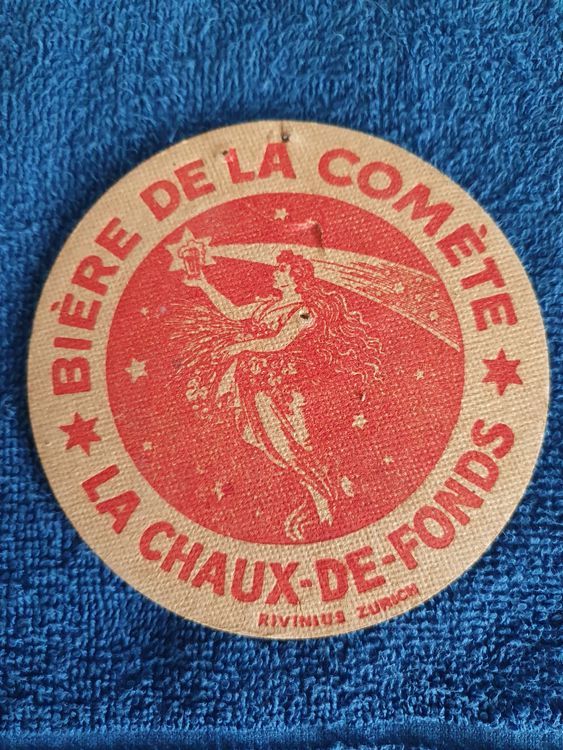 BIÈRE DE LA COMÈTE
LA CHAUX-DE-FONDS
RIVINIUS ZURICH